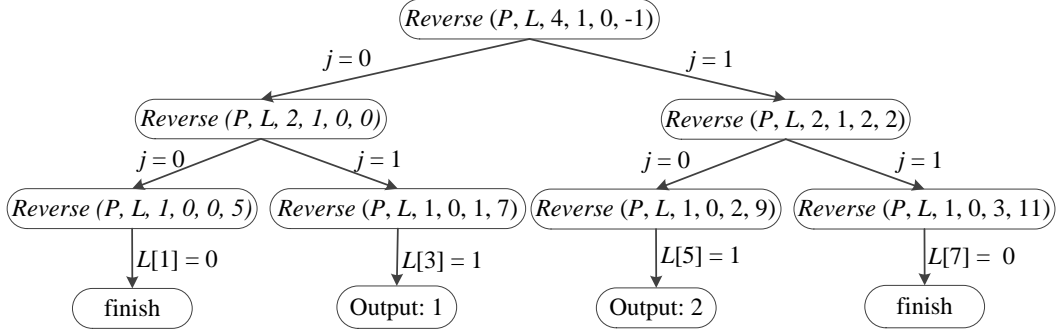 Reverse (P, L, 4, 1, 0, -1)
j = 0
j = 1
Reverse (P, L, 2, 1, 0, 0)
Reverse (P, L, 2, 1, 2, 2)
j = 0
j = 1
j = 0
j = 1
Reverse (P, L, 1, 0, 0, 5)
Reverse (P, L, 1, 0, 1, 7)
Reverse (P, L, 1, 0, 2, 9)
Reverse (P, L, 1, 0, 3, 11)
L[1] = 0
L[3] = 1
L[5] = 1
L[7] = 0
finish
Output: 1
Output: 2
finish